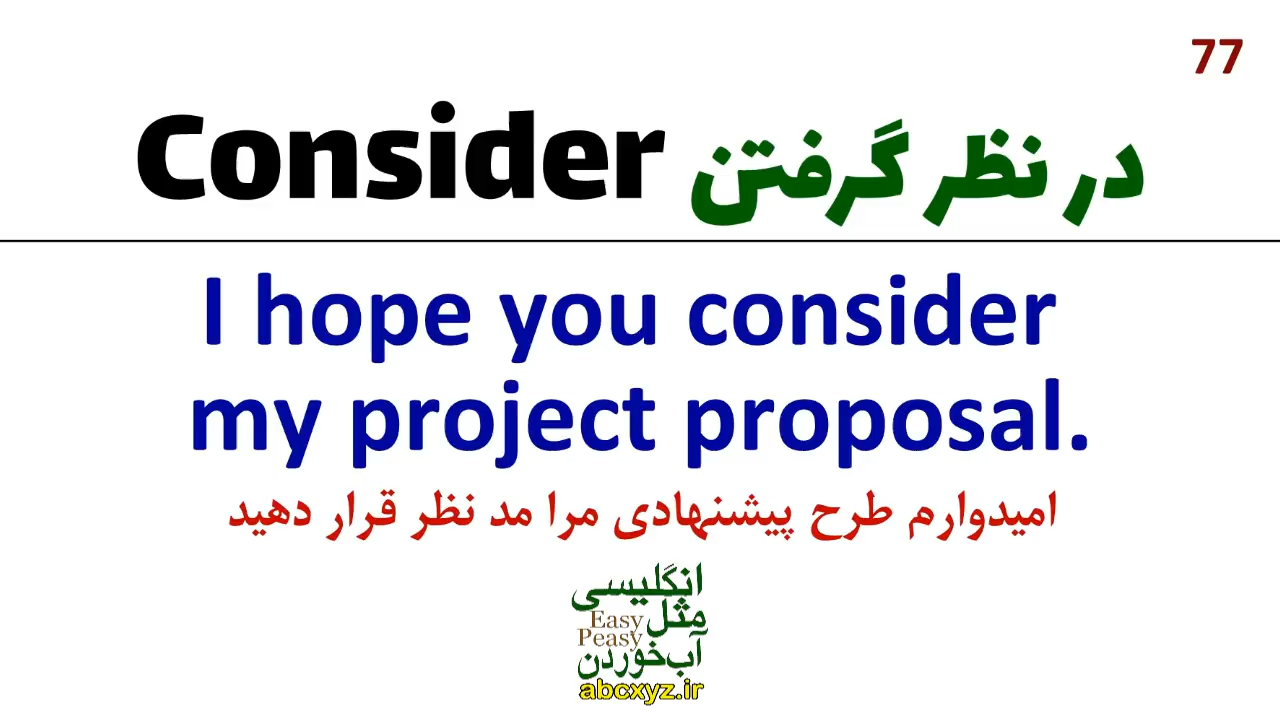 77
Consider در نظر گرفتن
I hope you consider
my project proposal.
امیدوارم طرح پیشنهادی مرا مد نظر قرار دهید
انگلیسی
مثل Easy
Peasy
آب‌خوردن
abcxyz.ir